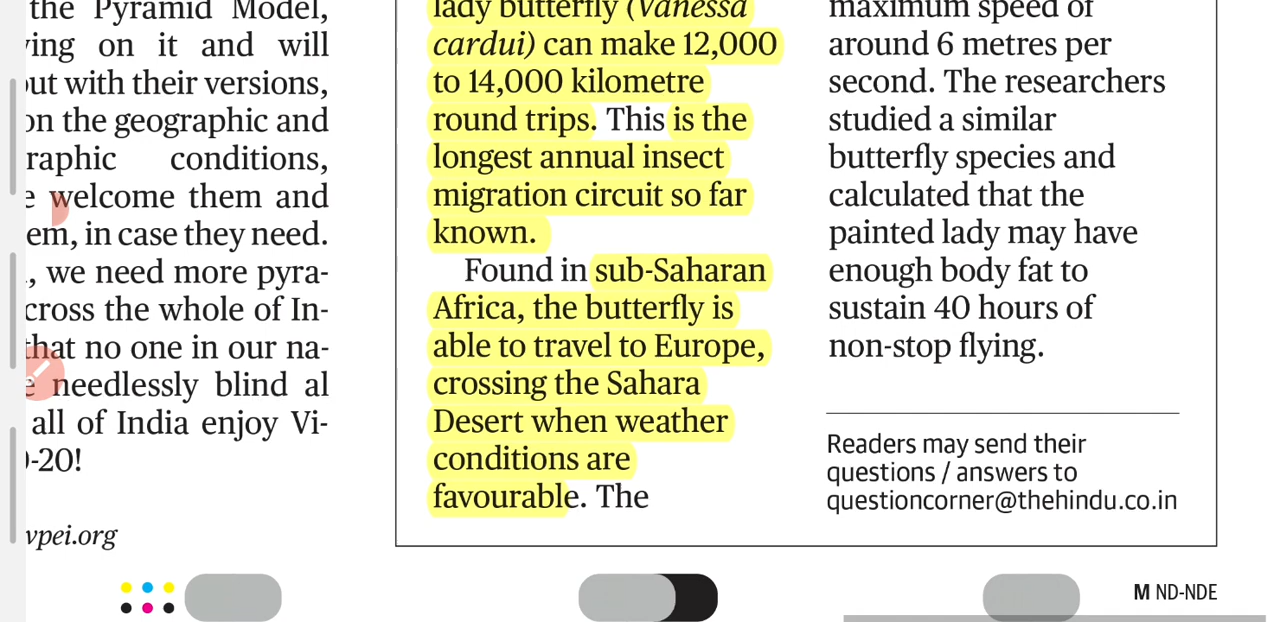 the Pyramid Model,
ying on it and will
out with their versions,
on the geographic and
raphic conditions,
e welcome them and
em, in case they need.
., we need more pyra-
cross the whole of In-
that no one in our na-
e needlessly blind al
all of India enjoy Vi-
-20!
vpei.org
lady butterfly (Vanessa
cardui) can make 12,000
to 14,000 kilometre
round trips. This is the
longest annual insect
migration circuit so far
known.
Found in sub-Saharan
Africa, the butterfly is
able to travel to Europe,
crossing the Sahara
Desert when weather
conditions are
favourable. The
maximum speed of
around 6 metres per
second. The researchers
studied a similar
butterfly species and
calculated that the
painted lady may have
enough body fat to
sustain 40 hours of
non-stop flying.
Readers may send their
questions / answers to
questioncorner@thehindu.co.in
M ND-NDE